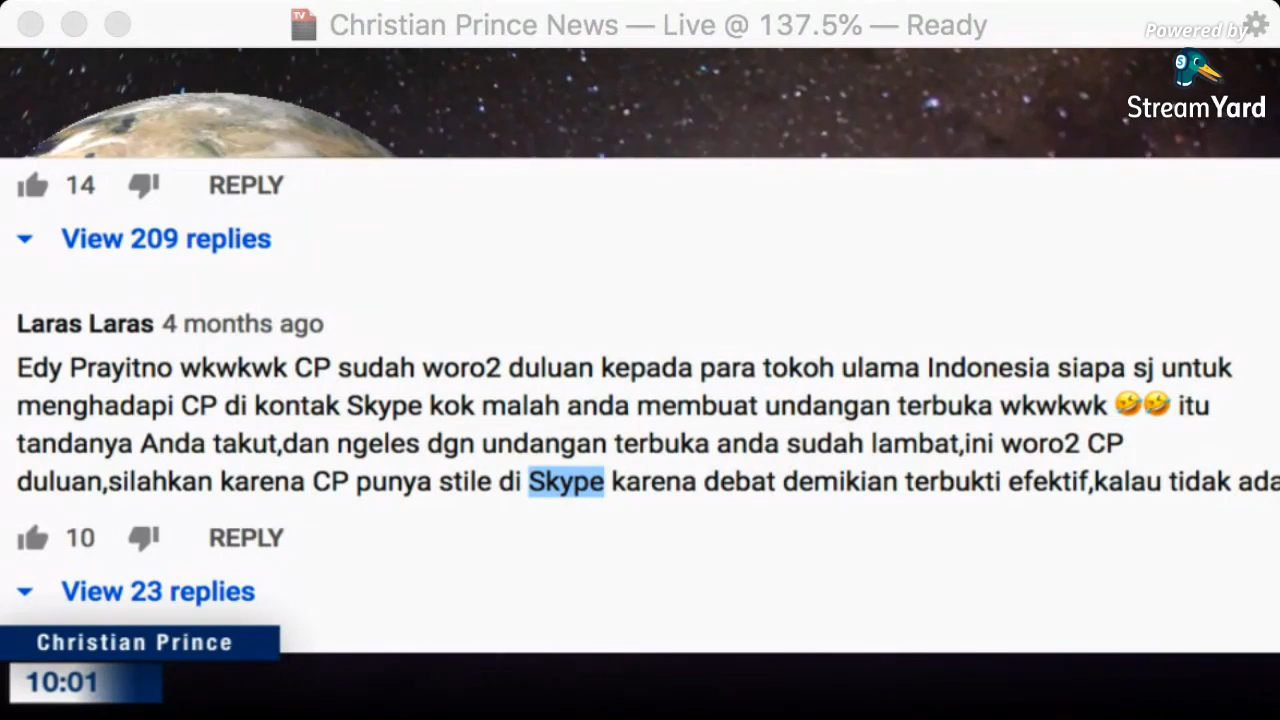 Christian Prince News — Live @ 137.5% — Ready
Powered by
StreamYard
14 REPLY
View 209 replies
Laras Laras 4 months ago
Edy Prayitno wkwkwk CP sudah woro2 duluan kepada para tokoh ulama Indonesia siapa sj untuk
menghadapi CP di kontak Skype kok malah anda membuat undangan terbuka wkwkwk 🤣🤣 itu
tandanya Anda takut,dan ngeles dgn undangan terbuka anda sudah lambat,ini woro2 CP
duluan,silahkan karena CP punya stile di Skype karena debat demikian terbukti efektif,kalau tidak ada
10 REPLY
View 23 replies
Christian Prince
10:01